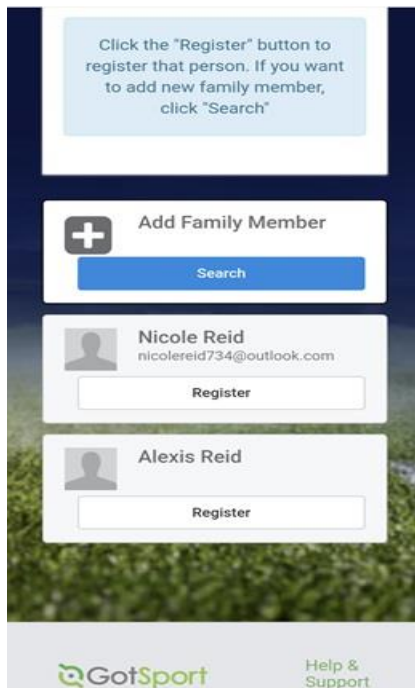 Click the "Register" button to
register that person. If you want
to add new family member,
click "Search"
Add Family Member
Search
Nicole Reid
nicolereid734@outlook.com
Register
Alexis Reid
Register
GotSport
Help &
Support